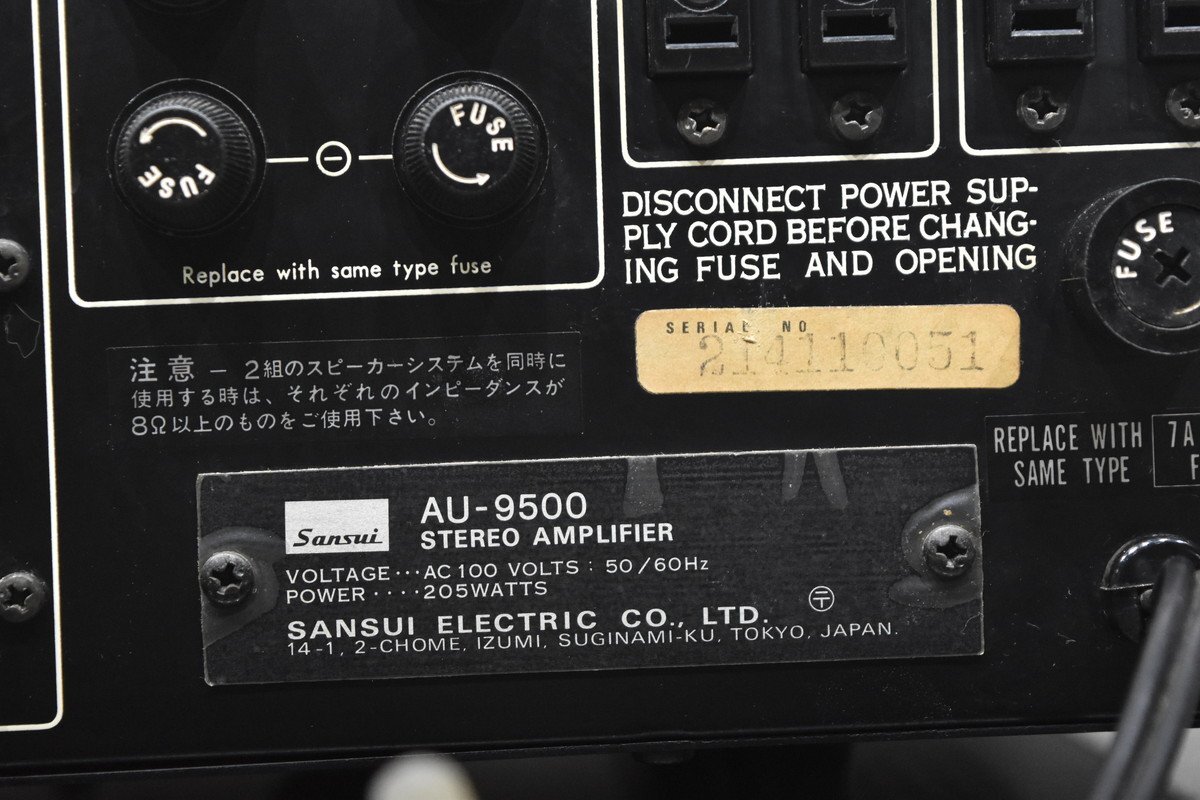 FUSE
FUSE
Replace with same type fuse
DISCONNECT POWER SUP-
PLY CORD BEFORE CHANG-
ING FUSE AND OPENING
FUSE
SERIAL NO
214110051
注意 － 2組のスピーカーシステムを同時に
使用する時は、それぞれのインピーダンスが
8Ω以上のものをご使用下さい。
REPLACE WITH
SAME TYPE
7A
Sansui
AU-9500
STEREO AMPLIFIER
VOLTAGE···AC 100 VOLTS : 50/60Hz
POWER ····205WATTS
SANSUI ELECTRIC CO., LTD.
14-1, 2-CHOME, IZUMI, SUGINAMI-KU, TOKYO, JAPAN.